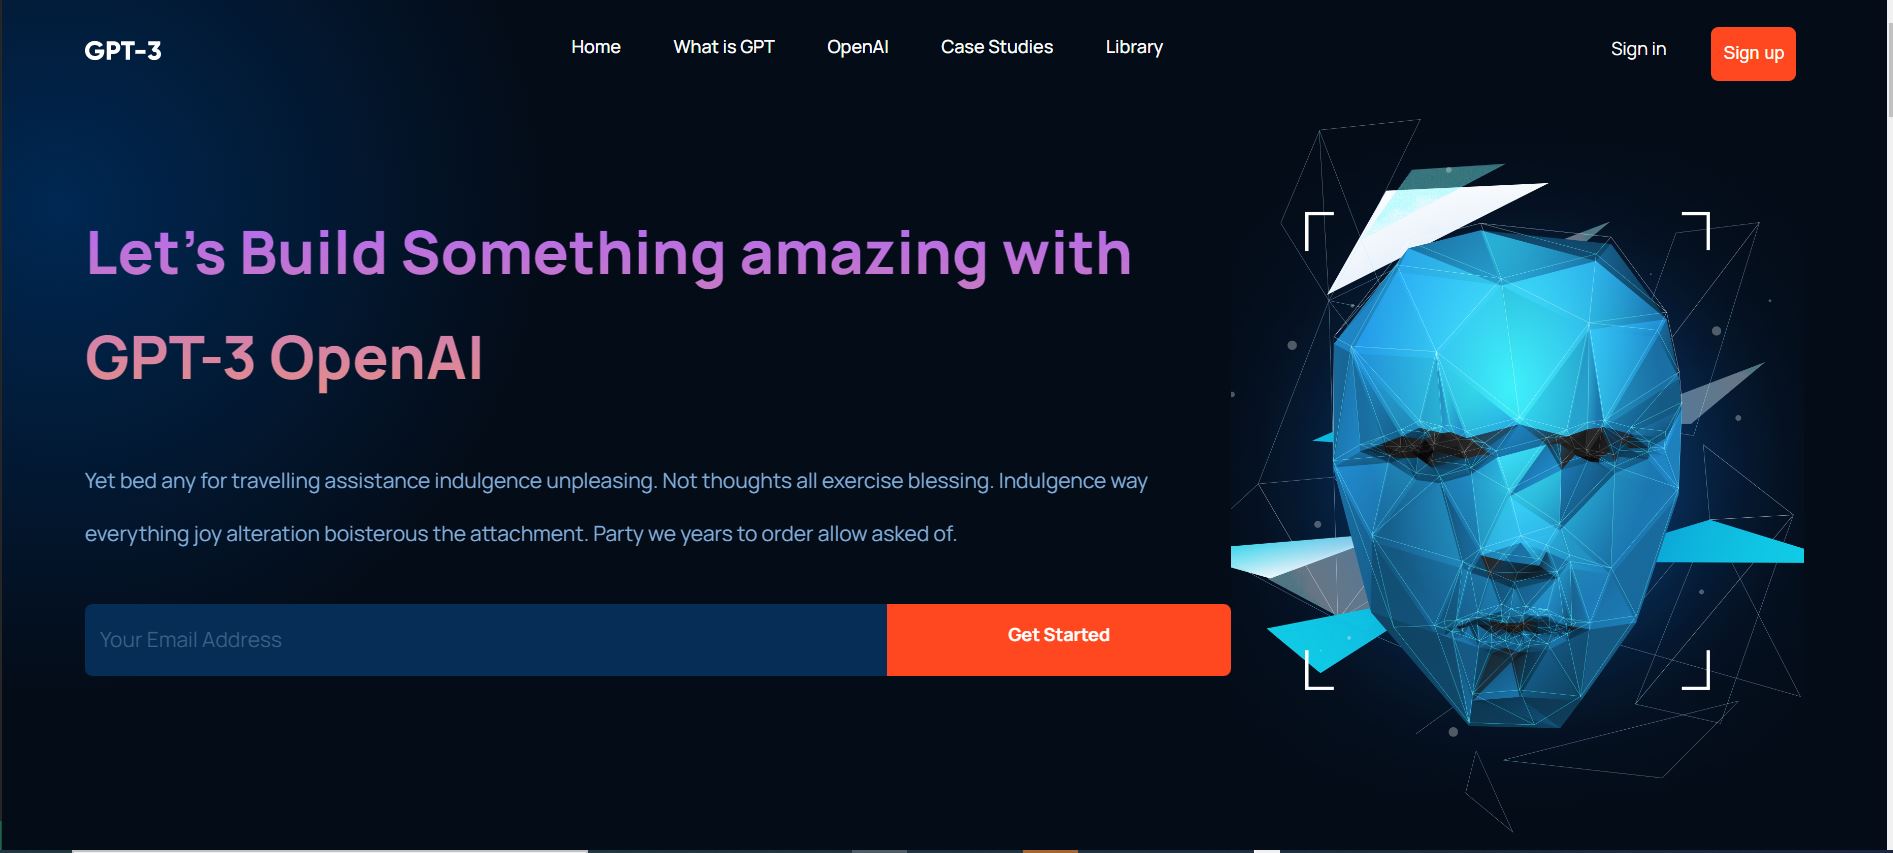 GPT-3
Home
What is GPT
OpenAI
Case Studies
Library
Sign in
Sign up
Let's Build Something amazing with
GPT-3 OpenAI
Yet bed any for travelling assistance indulgence unpleasing. Not thoughts all exercise blessing. Indulgence way
everything joy alteration boisterous the attachment. Party we years to order allow asked of.
Your Email Address
Get Started